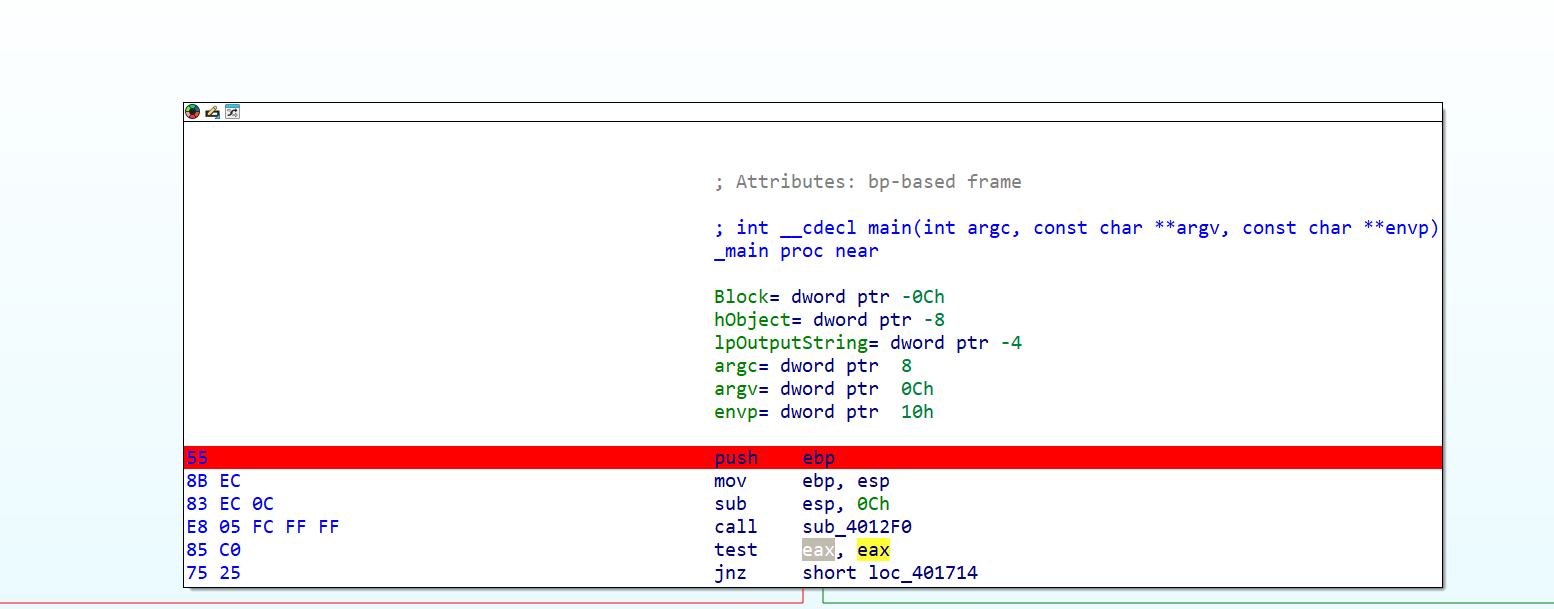 ; Attributes: bp-based frame
; int __cdecl main(int argc, const char **argv, const char **envp)
_main proc near
Block= dword ptr -0Ch
hObject= dword ptr -8
lpOutputString= dword ptr -4
argc= dword ptr  8
argv= dword ptr  0Ch
envp= dword ptr  10h
55 push ebp
8B EC mov ebp, esp
83 EC 0C sub esp, 0Ch
E8 05 FC FF FF call sub_4012F0
85 C0 test eax, eax
75 25 jnz short loc_401714